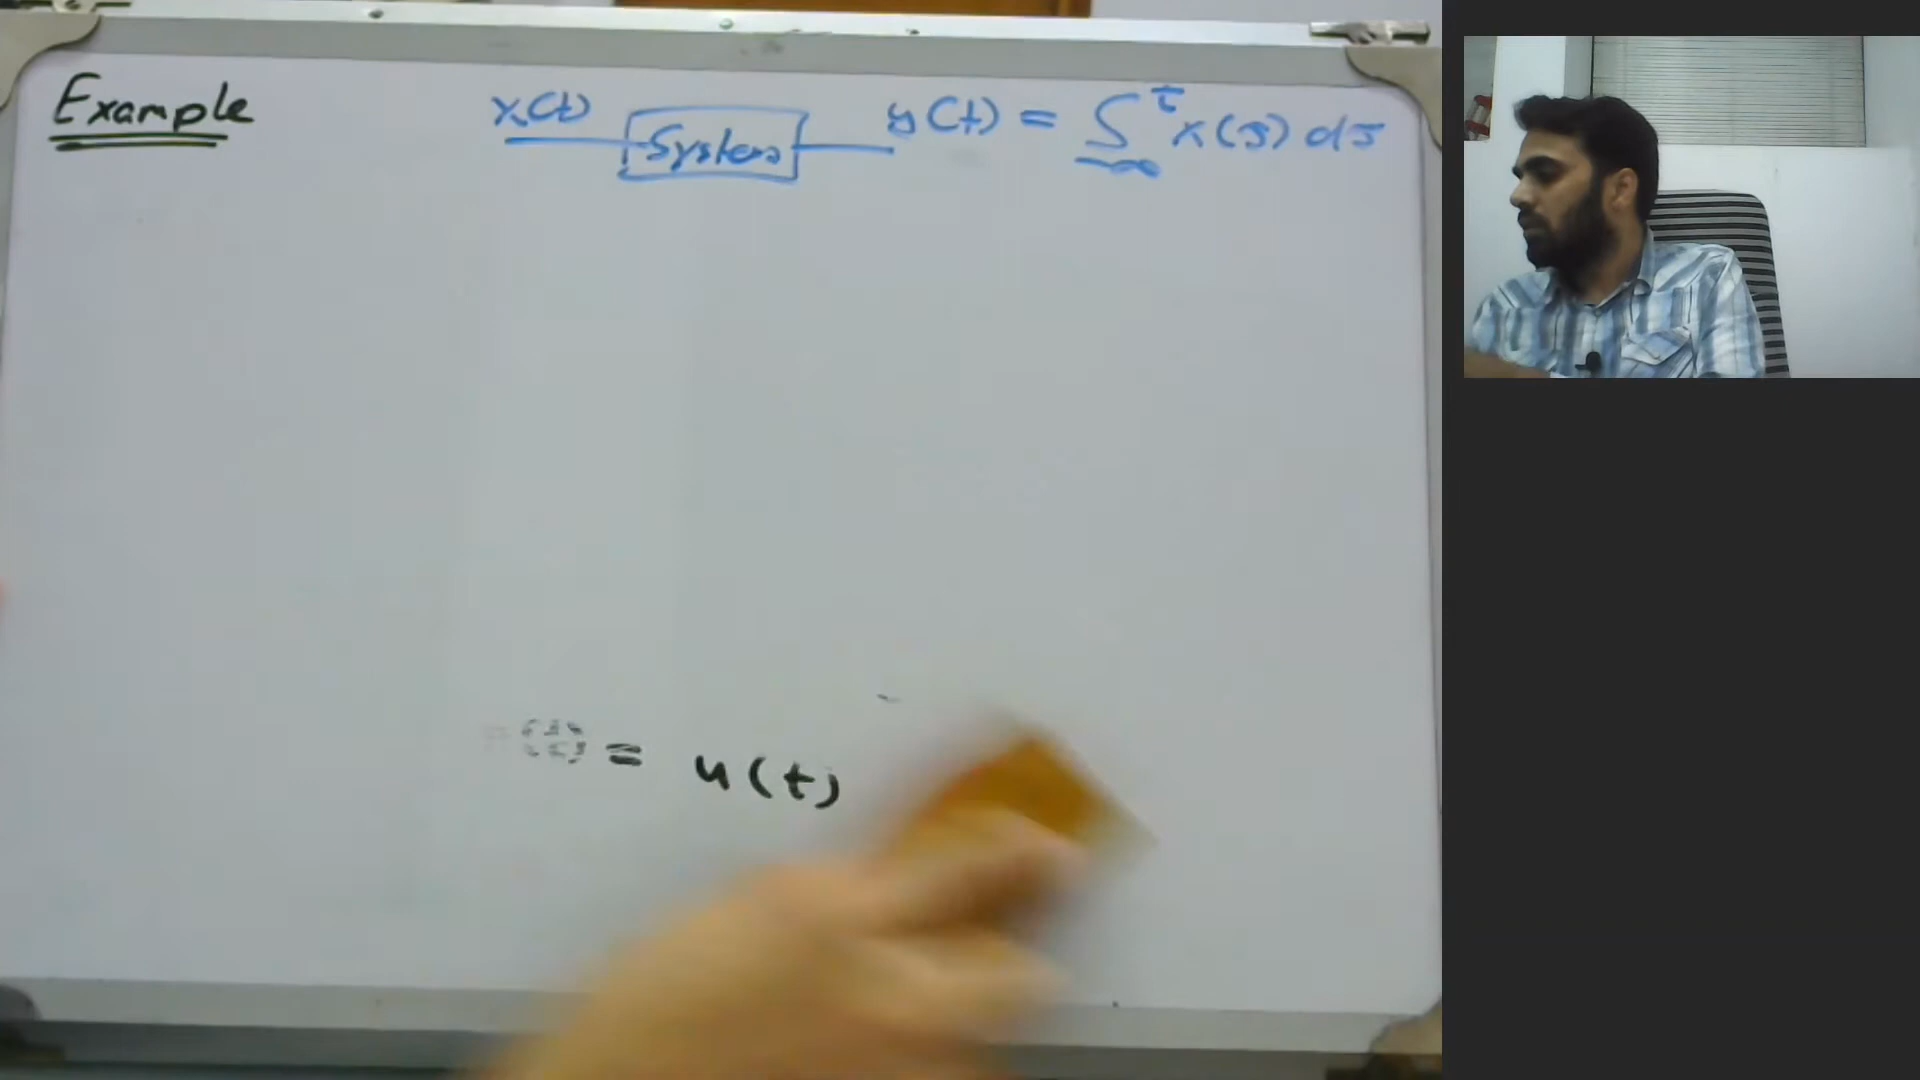 Example
x(t) System y(t) = ∫_{-∞}^{t} x(τ) dτ
= u(t)